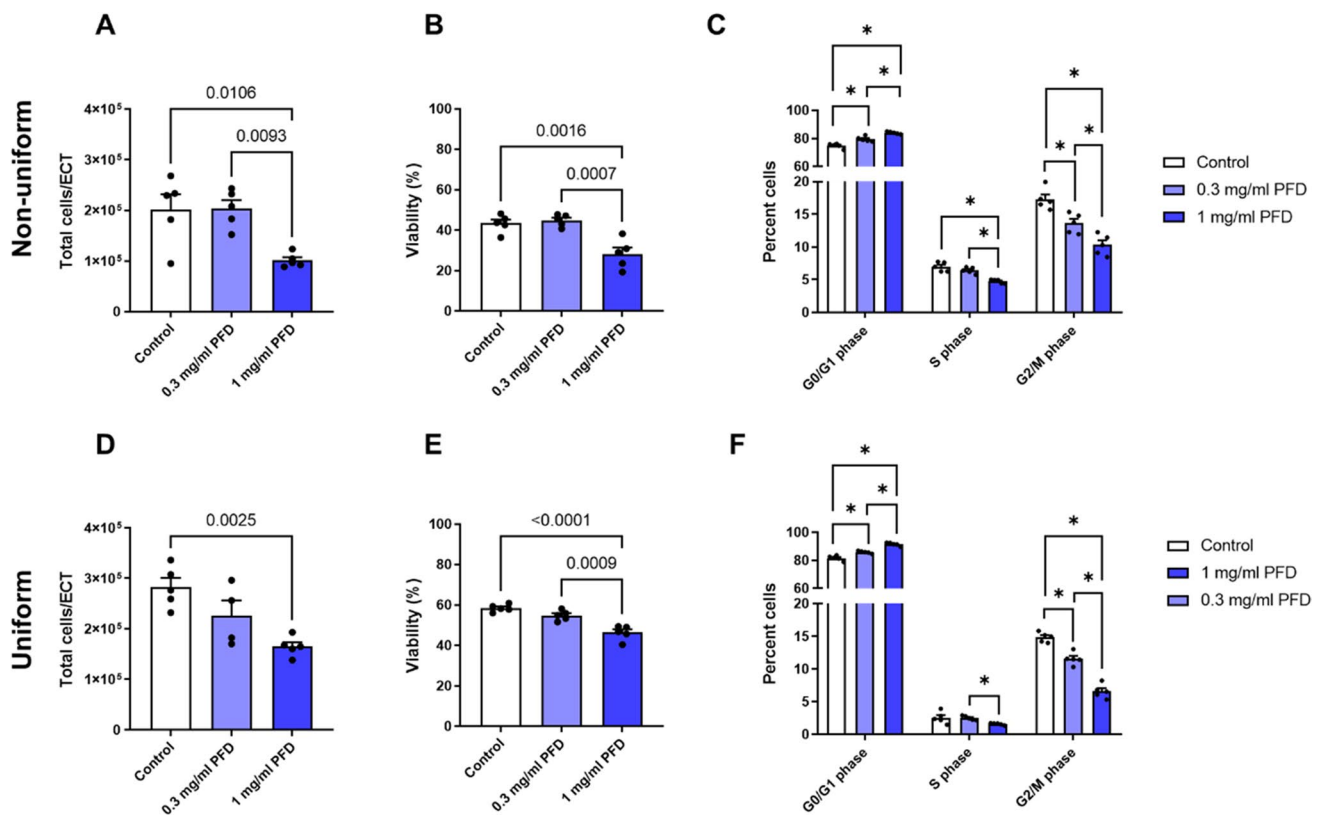 A
B
C
Non-uniform
Total cells/ECT
4×10⁵
3×10⁵
2×10⁵
1×10⁵
0
0.0106
0.0093
Control
0.3 mg/ml PFD
1 mg/ml PFD
Viability (%)
100
80
60
40
20
0
0.0016
0.0007
Control
0.3 mg/ml PFD
1 mg/ml PFD
Percent cells
100
80
60
20
15
10
5
0
* * *
* *
* * *
G0/G1 phase
S phase
G2/M phase
Control
0.3 mg/ml PFD
1 mg/ml PFD
D
E
F
Uniform
Total cells/ECT
4×10⁵
3×10⁵
2×10⁵
1×10⁵
0
0.0025
Control
0.3 mg/ml PFD
1 mg/ml PFD
Viability (%)
100
80
60
40
20
0
<0.0001
0.0009
Control
0.3 mg/ml PFD
1 mg/ml PFD
Percent cells
100
80
60
20
15
10
5
0
* * *
*
* * *
G0/G1 phase
S phase
G2/M phase
Control
1 mg/ml PFD
0.3 mg/ml PFD